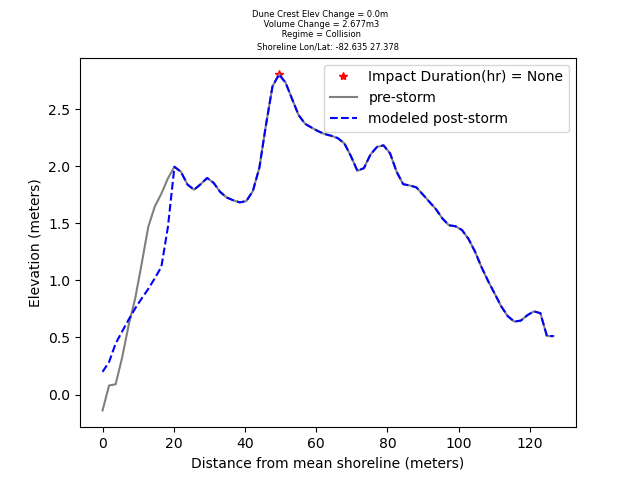 Dune Crest Elev Change = 0.0m
Volume Change = 2.677m3
Regime = Collision
Shoreline Lon/Lat: -82.635 27.378
Impact Duration(hr) = None
pre-storm
modeled post-storm
2.5
2.0
1.5
1.0
0.5
0.0
Elevation (meters)
0 20 40 60 80 100 120
Distance from mean shoreline (meters)